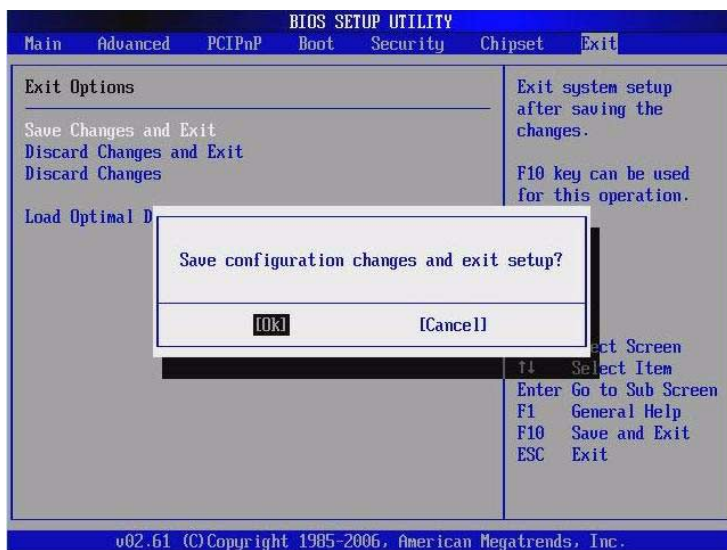 BIOS SETUP UTILITY
Main Advanced PCIPnP Boot Security Chipset Exit
Exit Options
Save Changes and Exit
Discard Changes and Exit
Discard Changes
Load Optimal D
Exit system setup
after saving the
changes.
F10 key can be used
for this operation.
Save configuration changes and exit setup?
[Ok] [Cancel]
ect Screen
↑↓ Select Item
Enter Go to Sub Screen
F1 General Help
F10 Save and Exit
ESC Exit
v02.61 (C)Copyright 1985-2006, American Megatrends, Inc.